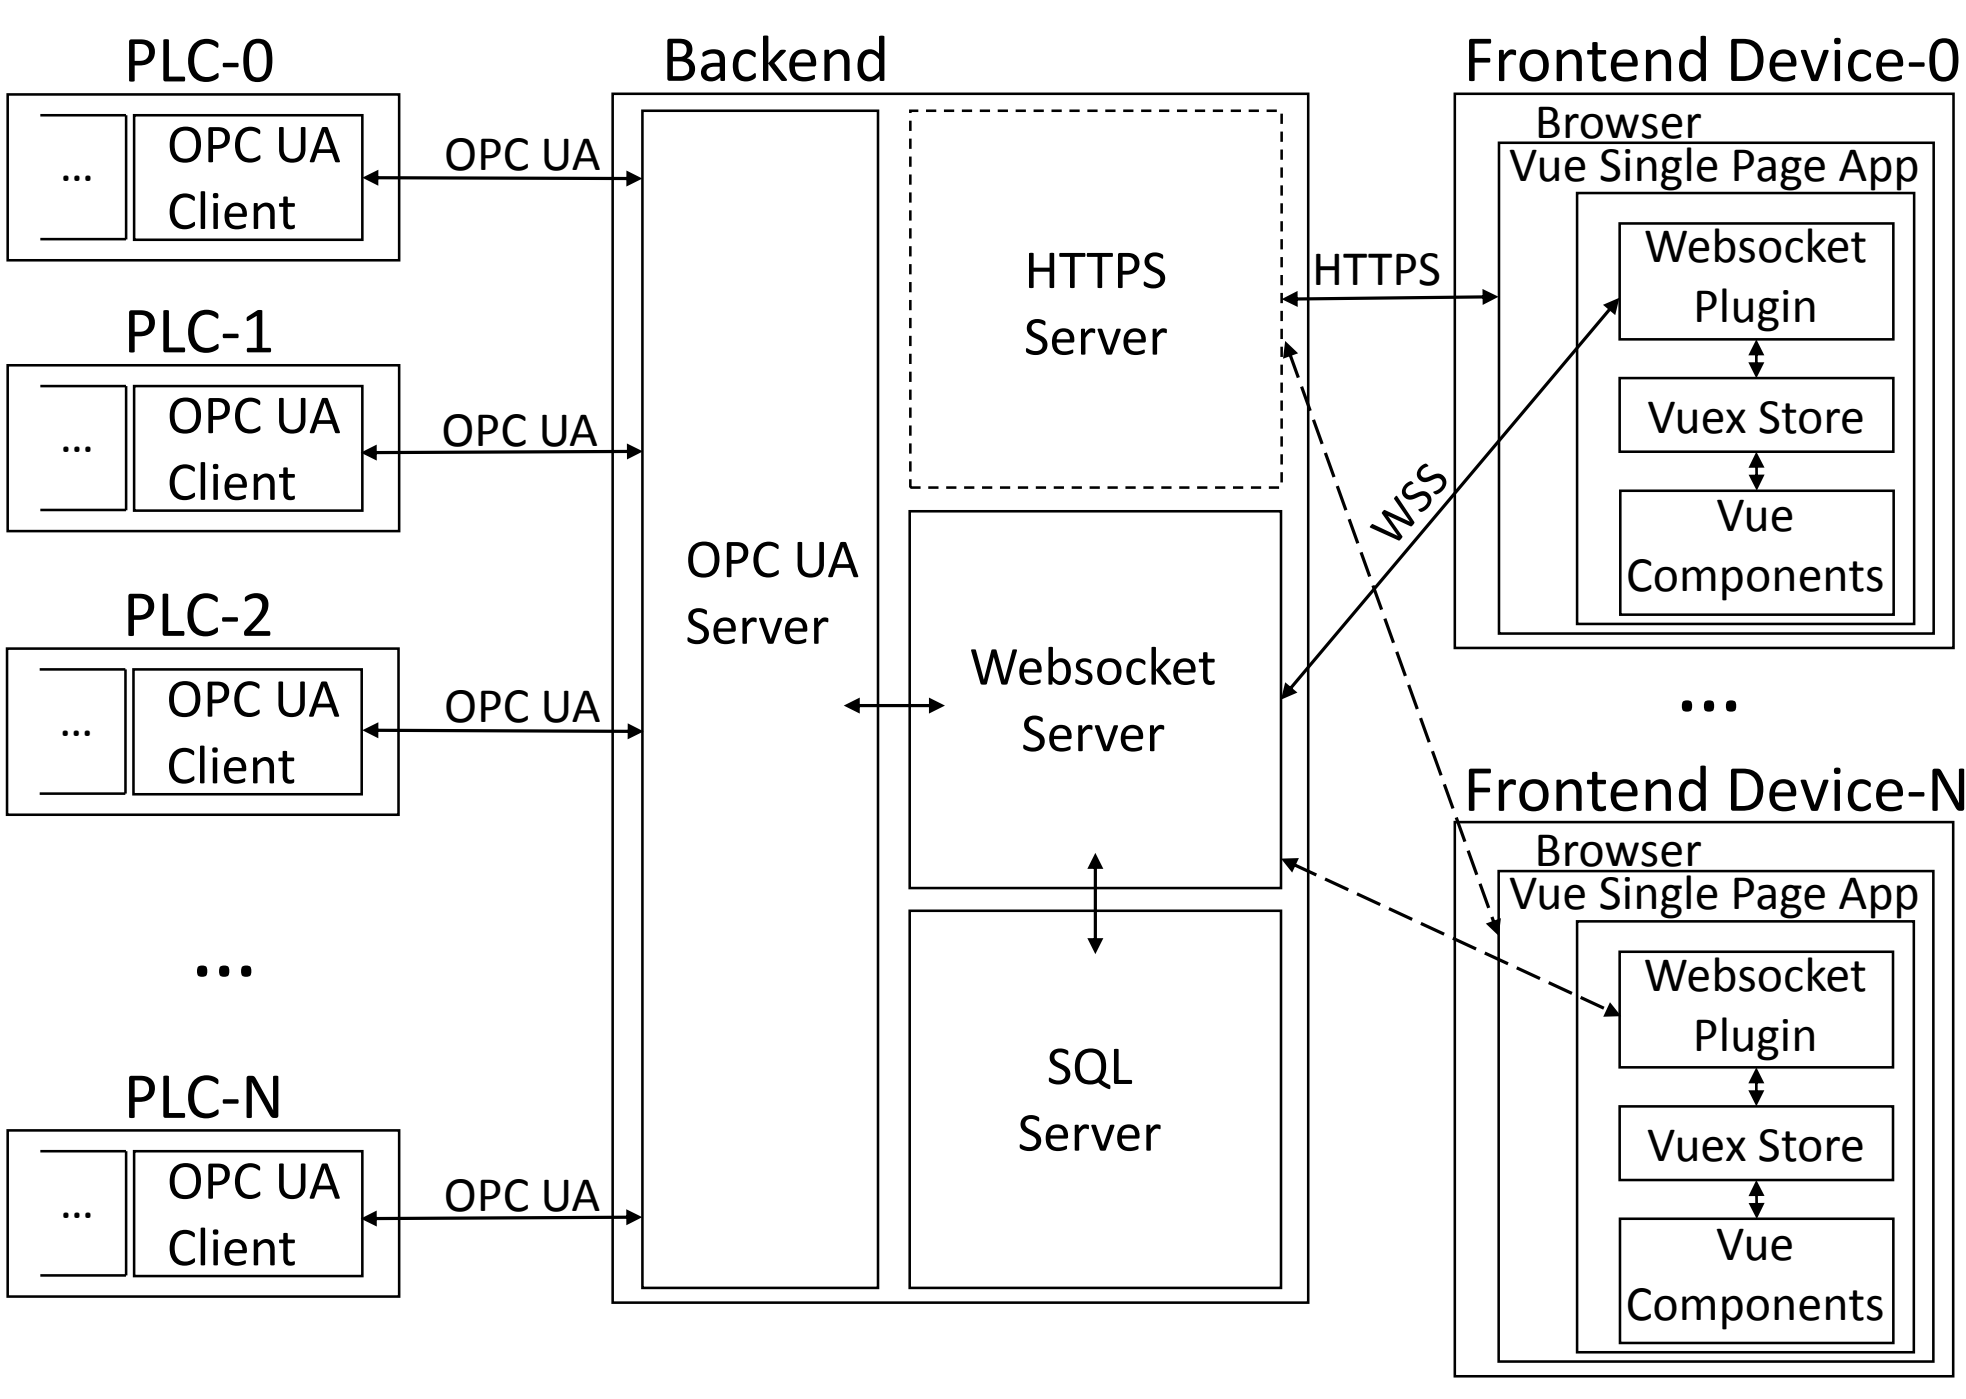 PLC-0
...
OPC UA
Client
OPC UA
PLC-1
...
OPC UA
Client
OPC UA
PLC-2
...
OPC UA
Client
OPC UA
...
PLC-N
...
OPC UA
Client
OPC UA
Backend
OPC UA
Server
HTTPS
Server
Websocket
Server
SQL
Server
HTTPS
WSS
Frontend Device-0
Browser
Vue Single Page App
Websocket
Plugin
Vuex Store
Vue
Components
...
Frontend Device-N
Browser
Vue Single Page App
Websocket
Plugin
Vuex Store
Vue
Components